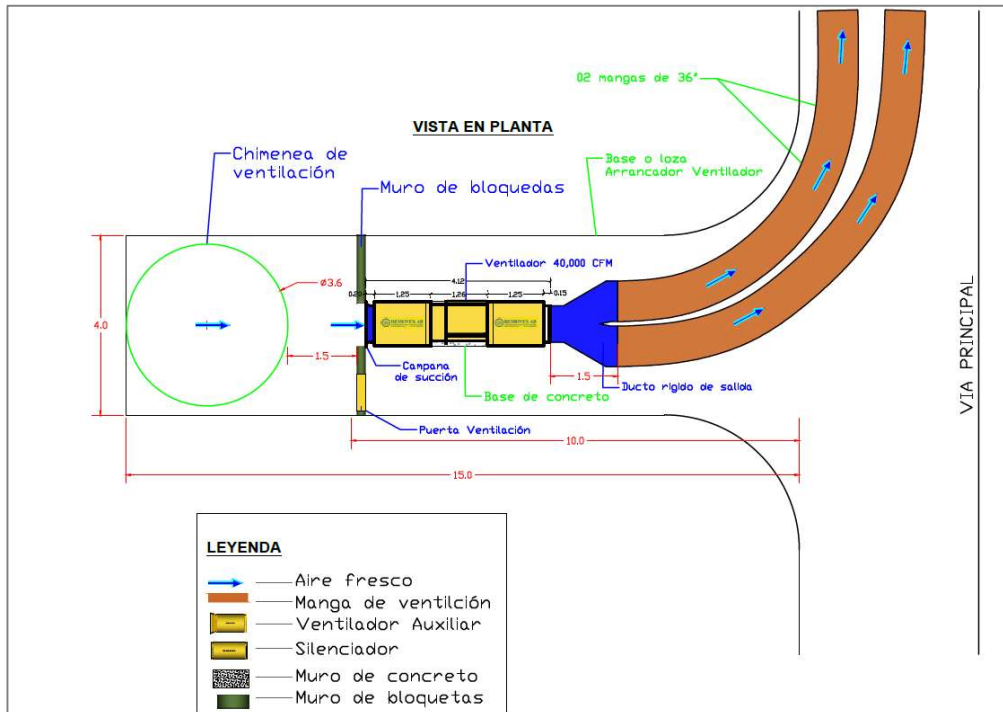 02 mangas de 36"
VISTA EN PLANTA
Base o loza
Arrancador Ventilador
Chimenea de
ventilación
Muro de bloquedas
Ventilador 40,000 CFM
4.12
Ø3.6
0.20
1.25
1.26
1.25
0.15
4.0
1.5
Campana
de succión
Base de concreto
1.5
Ducto rigido de salida
VIA PRINCIPAL
Puerta Ventilación
10.0
15.0
LEYENDA
Aire fresco
Manga de ventilción
Ventilador Auxiliar
Silenciador
Muro de concreto
Muro de bloquetas